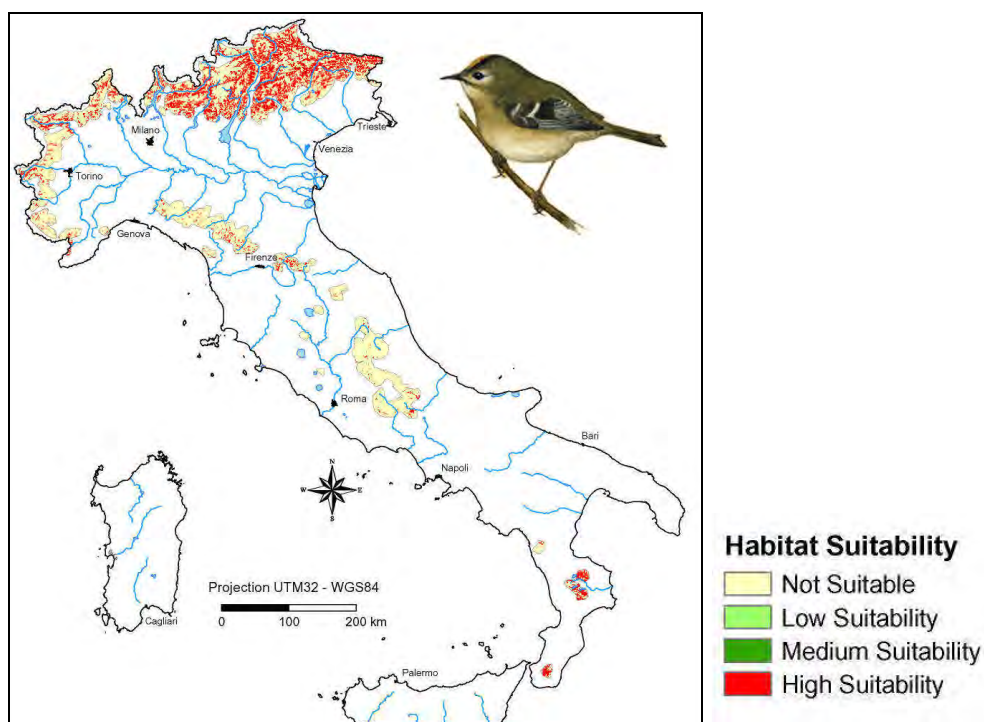 Milano
Trieste
Venezia
Torino
Genova
Firenze
Roma
Bari
Napoli
N
W E
S
Projection UTM32 - WGS84
0 100 200 km
Cagliari
Palermo
Habitat Suitability
Not Suitable
Low Suitability
Medium Suitability
High Suitability